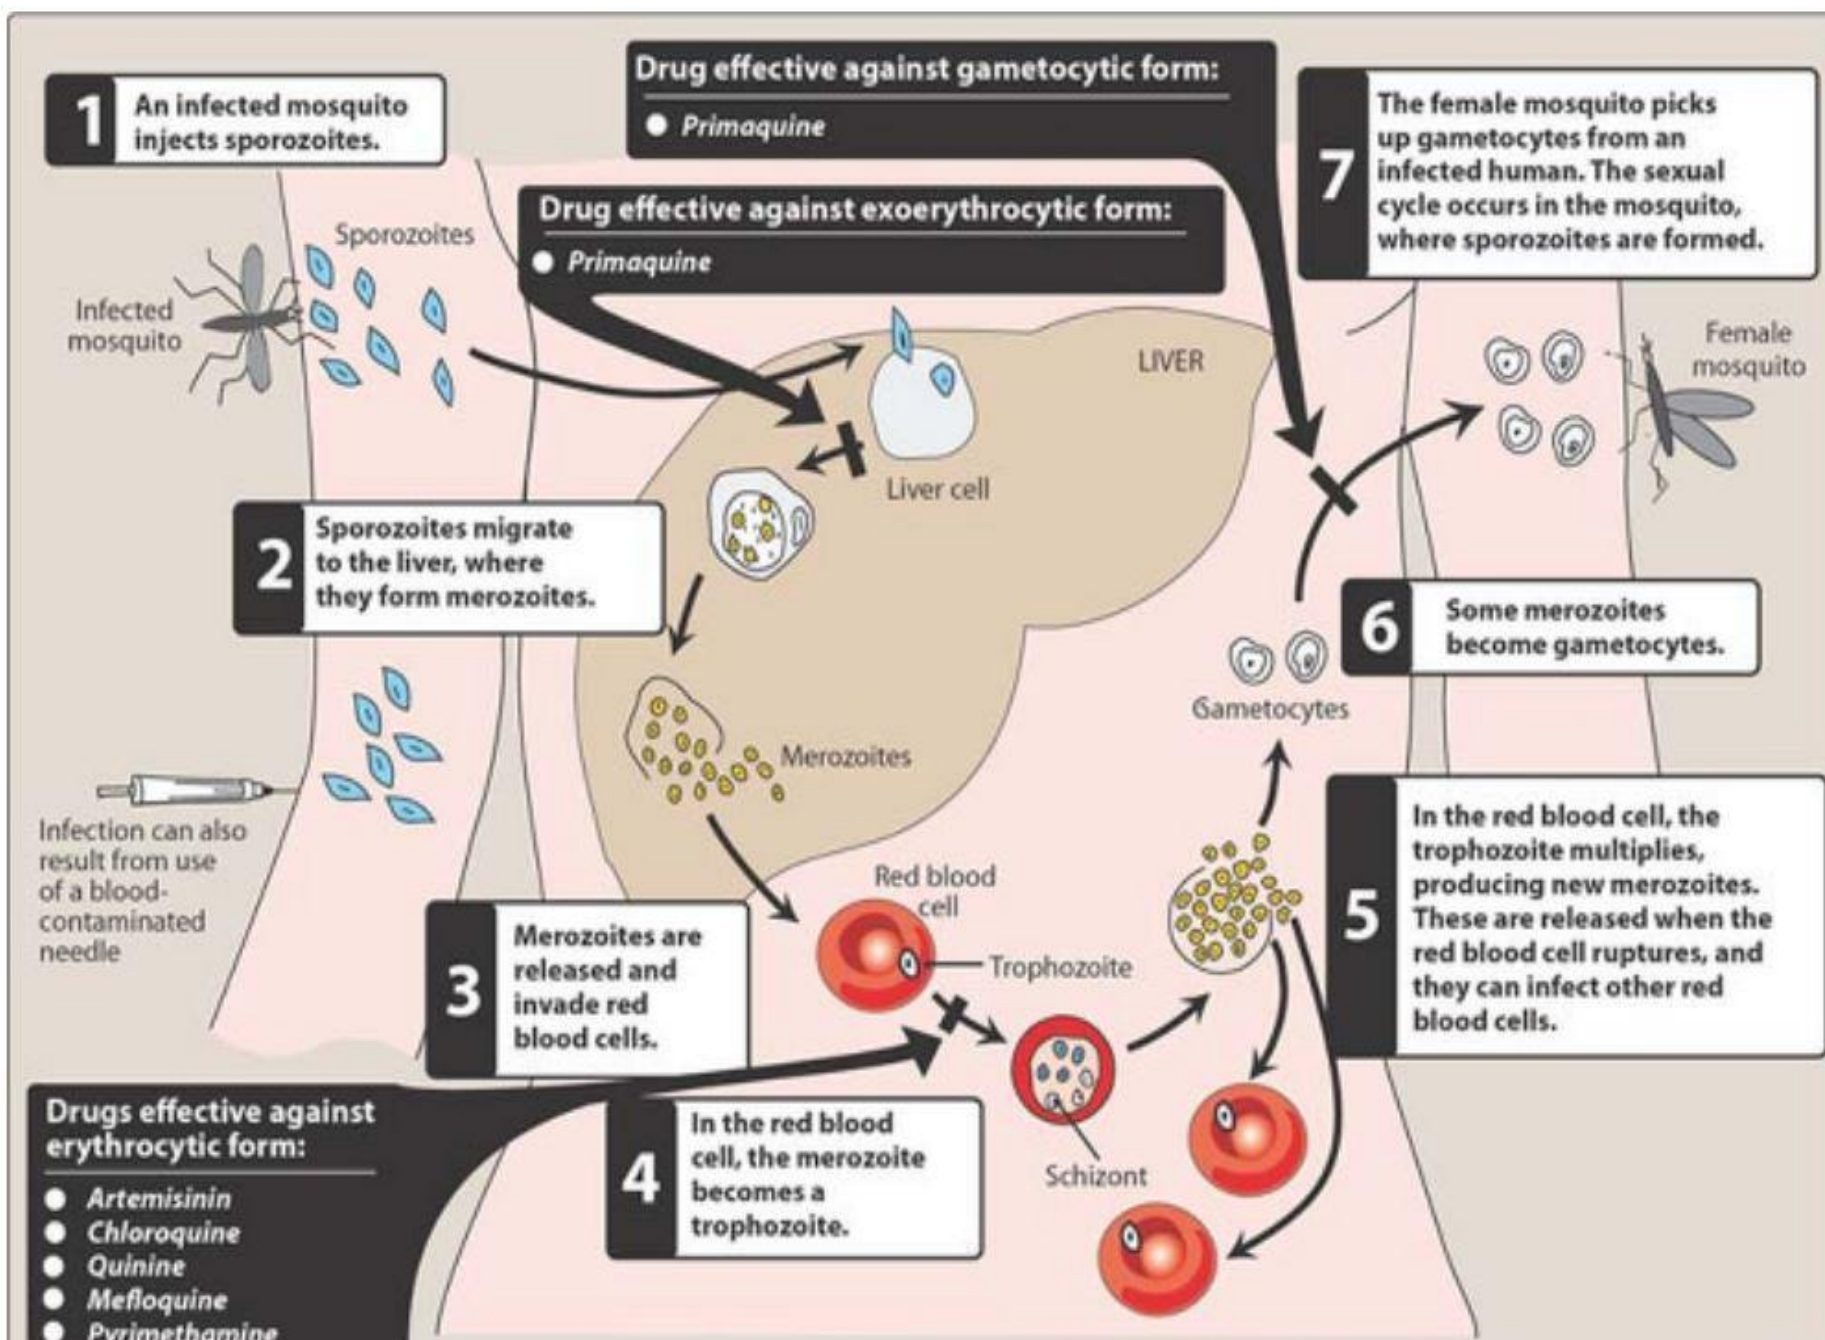 1
An infected mosquito
injects sporozoites.
Drug effective against gametocytic form:
Primaquine
7
The female mosquito picks
up gametocytes from an
infected human. The sexual
cycle occurs in the mosquito,
where sporozoites are formed.
Drug effective against exoerythrocytic form:
Primaquine
Sporozoites
Infected
mosquito
LIVER
Female
mosquito
Liver cell
2
Sporozoites migrate
to the liver, where
they form merozoites.
6
Some merozoites
become gametocytes.
Gametocytes
Merozoites
Infection can also
result from use
of a blood-
contaminated
needle
5
In the red blood cell, the
trophozoite multiplies,
producing new merozoites.
These are released when the
red blood cell ruptures, and
they can infect other red
blood cells.
Red blood
cell
Trophozoite
3
Merozoites are
released and
invade red
blood cells.
Schizont
4
In the red blood
cell, the merozoite
becomes a
trophozoite.
Drugs effective against
erythrocytic form:
Artemisinin
Chloroquine
Quinine
Mefloquine
Pyrimethamine